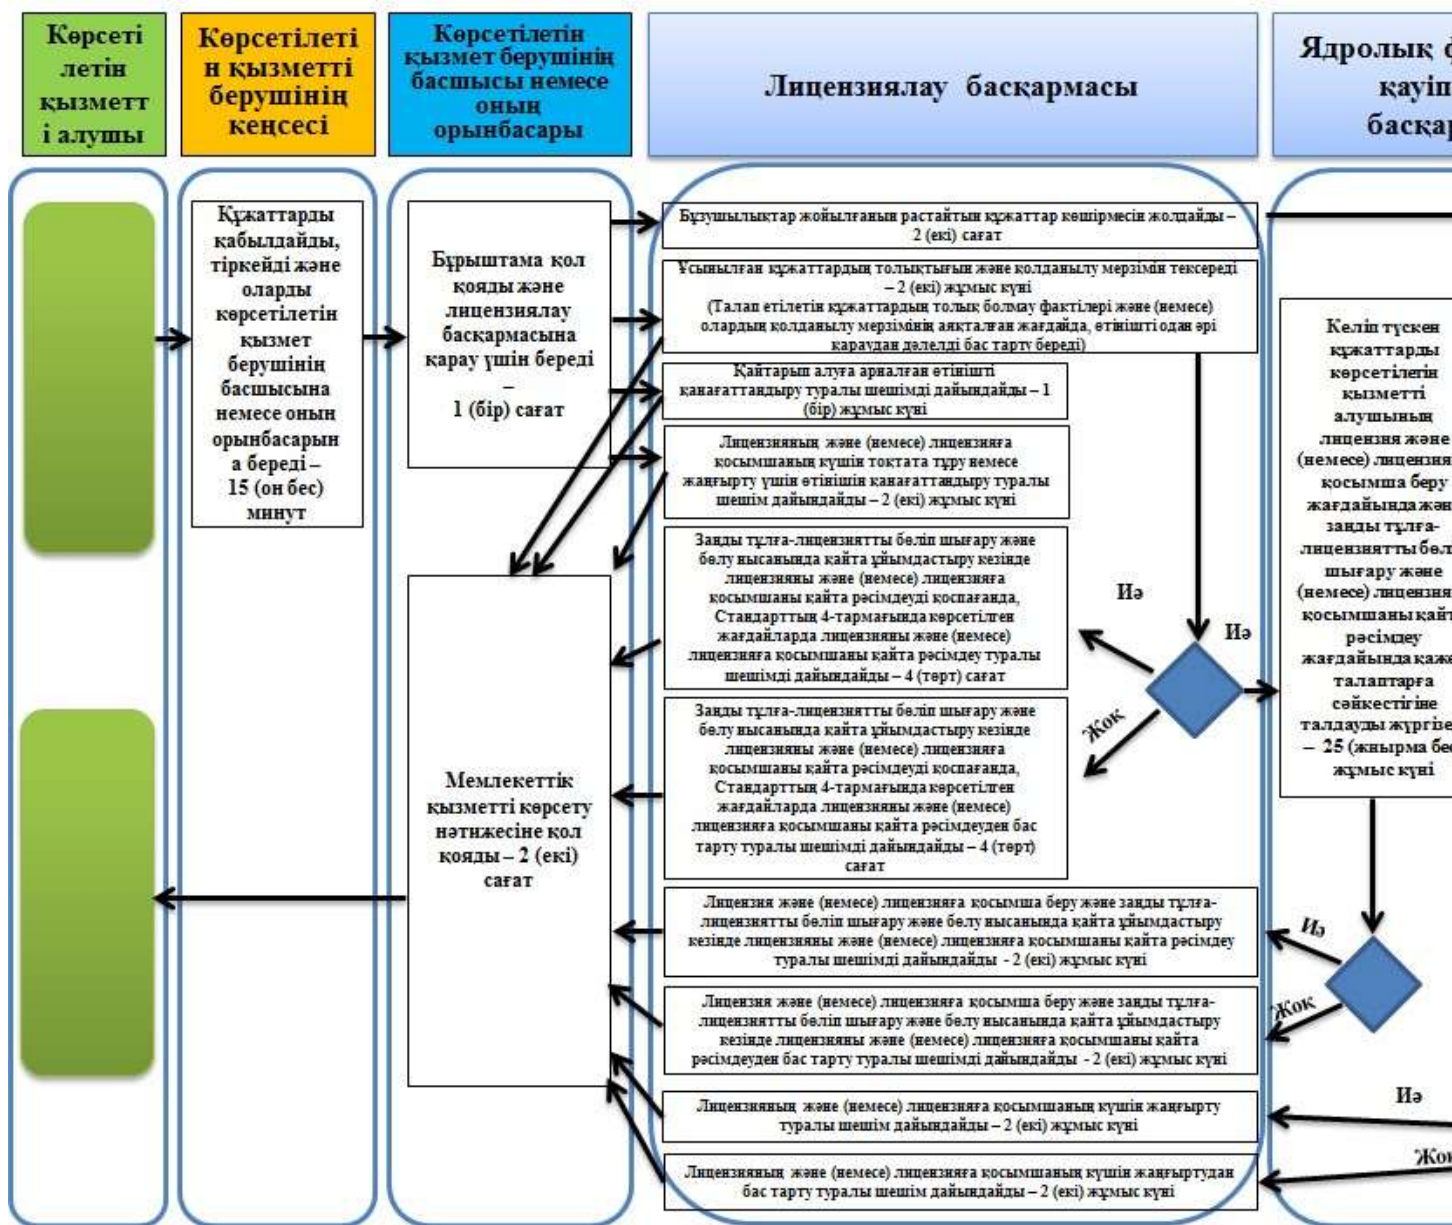 Көрсеті
летін
қызметт
і алушы
Көрсетілеті
н қызметті
берушінің
кеңсесі
Көрсетілетін
қызмет берушінің
басшысы немесе
оның
орынбасары
Лицензиялау басқармасы
Ядролық
Құжаттарды
қабылдайды,
тіркейді және
оларды
көрсетілетін
қызмет
берушінің
басшысына
немесе оның
орынбасарын
а береді –
15 (он бес)
минут
Бұрыштама қол
қояды және
лицензиялау
басқармасына
қарау үшін береді
–
1 (бір) сағат
Мемлекеттік
қызметті көрсету
нәтижесіне қол
қояды – 2 (екі)
сағат
Бұзушылықтар жойылғанын растайтын құжаттар көшірмесін жолдайды –
2 (екі) сағат
Ұсынылған құжаттардың толықтығын және қолданылу мерзімін тексереді
– 2 (екі) жұмыс күні
(Талап етілетін құжаттардың толық болмау фактілері және (немесе)
олардың қолданылу мерзімінің аяқталған жағдайда, өтінішті одан әрі
қараудан дәлелді бас тарту береді)
Қайтарып алуға арналған өтінішті
қанағаттандыру туралы шешімді дайындайды – 1
(бір) жұмыс күні
Лицензияның және (немесе) лицензияға
қосымшаның күшін тоқтата тұру немесе
жаңғырту үшін өтінішін қанағаттандыру туралы
шешім дайындайды – 2 (екі) жұмыс күні
Заңды тұлға-лицензиятты бөліп шығару және
бөлу нысанында қайта ұйымдастыру кезінде
лицензияны және (немесе) лицензияға
қосымшаны қайта рәсімдеуді қоспағанда,
Стандарттың 4-тармағында көрсетілген
жағдайларда лицензияны және (немесе)
лицензияға қосымшаны қайта рәсімдеу туралы
шешімді дайындайды – 4 (төрт) сағат
Заңды тұлға-лицензиятты бөліп шығару және
бөлу нысанында қайта ұйымдастыру кезінде
лицензияны және (немесе) лицензияға
қосымшаны қайта рәсімдеуді қоспағанда,
Стандарттың 4-тармағында көрсетілген
жағдайларда лицензияны және (немесе)
лицензияға қосымшаны қайта рәсімдеуден бас
тарту туралы шешімді дайындайды – 4 (төрт)
сағат
Лицензия және (немесе) лицензияға қосымша беру және заңды тұлға-
лицензиятты бөліп шығару және бөлу нысанында қайта ұйымдастыру
кезінде лицензияны және (немесе) лицензияға қосымшаны қайта рәсімдеу
туралы шешімді дайындайды - 2 (екі) жұмыс күні
Лицензия және (немесе) лицензияға қосымша беру және заңды тұлға-
лицензиятты бөліп шығару және бөлу нысанында қайта ұйымдастыру
кезінде лицензияны және (немесе) лицензияға қосымшаны қайта
рәсімдеуден бас тарту туралы шешімді дайындайды - 2 (екі) жұмыс күні
Лицензияның және (немесе) лицензияға қосымшаның күшін жаңғырту
туралы шешім дайындайды – 2 (екі) жұмыс күні
Лицензияның және (немесе) лицензияға қосымшаның күшін жаңғыртудан
бас тарту туралы шешім дайындайды – 2 (екі) жұмыс күні
Иә
Иә
Жоқ
Келіп түскен
құжаттарды
көрсетілетін
қызметті
алушының
лицензия және
(немесе)
қосымша беру
жағдайында
заңды тұлға-
лицензиятты
шығару және
(немесе)
қосымшаны
рәсімдеу
жағдайында
талаптарға
сәйкестігіне
талдауды
– 25 (жиырма
жұмыс күні
Иә
Жоқ
Иә
Жоқ